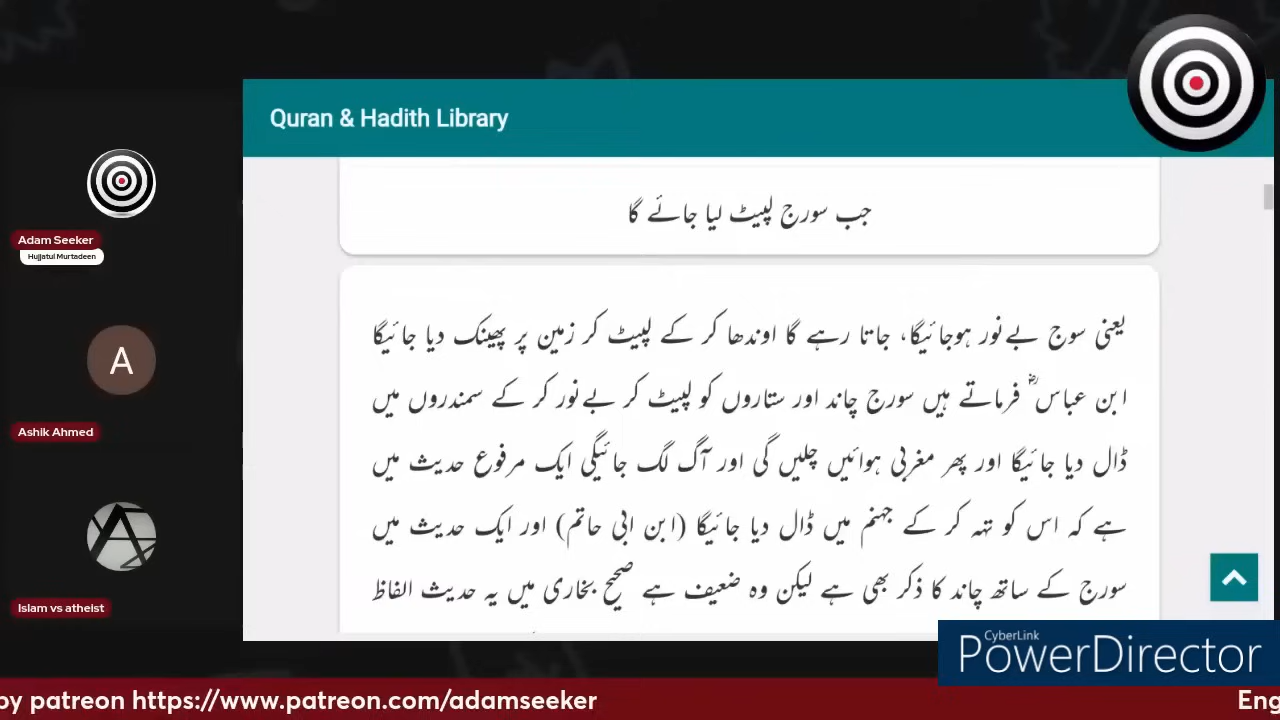 Quran & Hadith Library
جب سورج لپیٹ لیا جائے گا
یعنی سوج بےنور ہوجائیگا، جاتا رہے گا اوندھا کر کے لپیٹ کر زمین پر پھینک دیا جائیگا
ابن عباسؓ فرماتے ہیں سورج چاند اور ستاروں کو لپیٹ کر بےنور کر کے سمندروں میں
ڈال دیا جائیگا اور پھر مغربی ہوائیں چلیں گی اور آگ لگ جائیگی ایک مرفوع حدیث میں
ہے کہ اس کو تہہ کر کے جہنم میں ڈال دیا جائیگا (ابن ابی حاتم) اور ایک حدیث میں
سورج کے ساتھ چاند کا ذکر بھی ہے لیکن وہ ضعیف ہے صحیح بخاری میں یہ حدیث الفاظ
Adam Seeker
Hujjatul Murtadeen
A
Ashik Ahmed
Islam vs atheist
CyberLink
PowerDirector
by patreon https://www.patreon.com/adamseeker
Eng